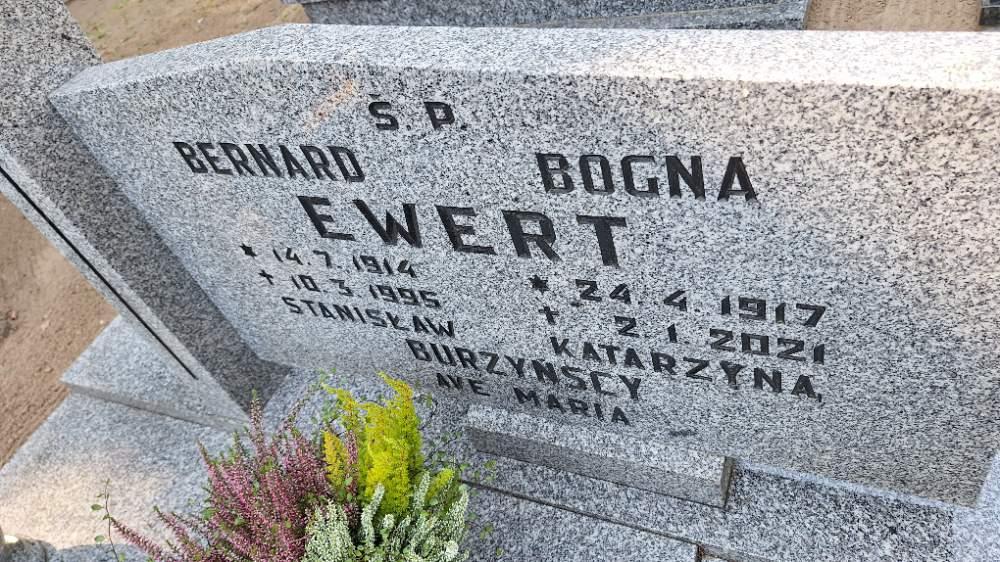 Ś. P.
BERNARD BOGNA
EWERT
* 14. 7. 1914 * 24. 4. 1917
✝ 10. 3. 1995 ✝ 2. 1. 2021
STANISŁAW KATARZYNA,
BURZYŃSCY
AVE MARIA